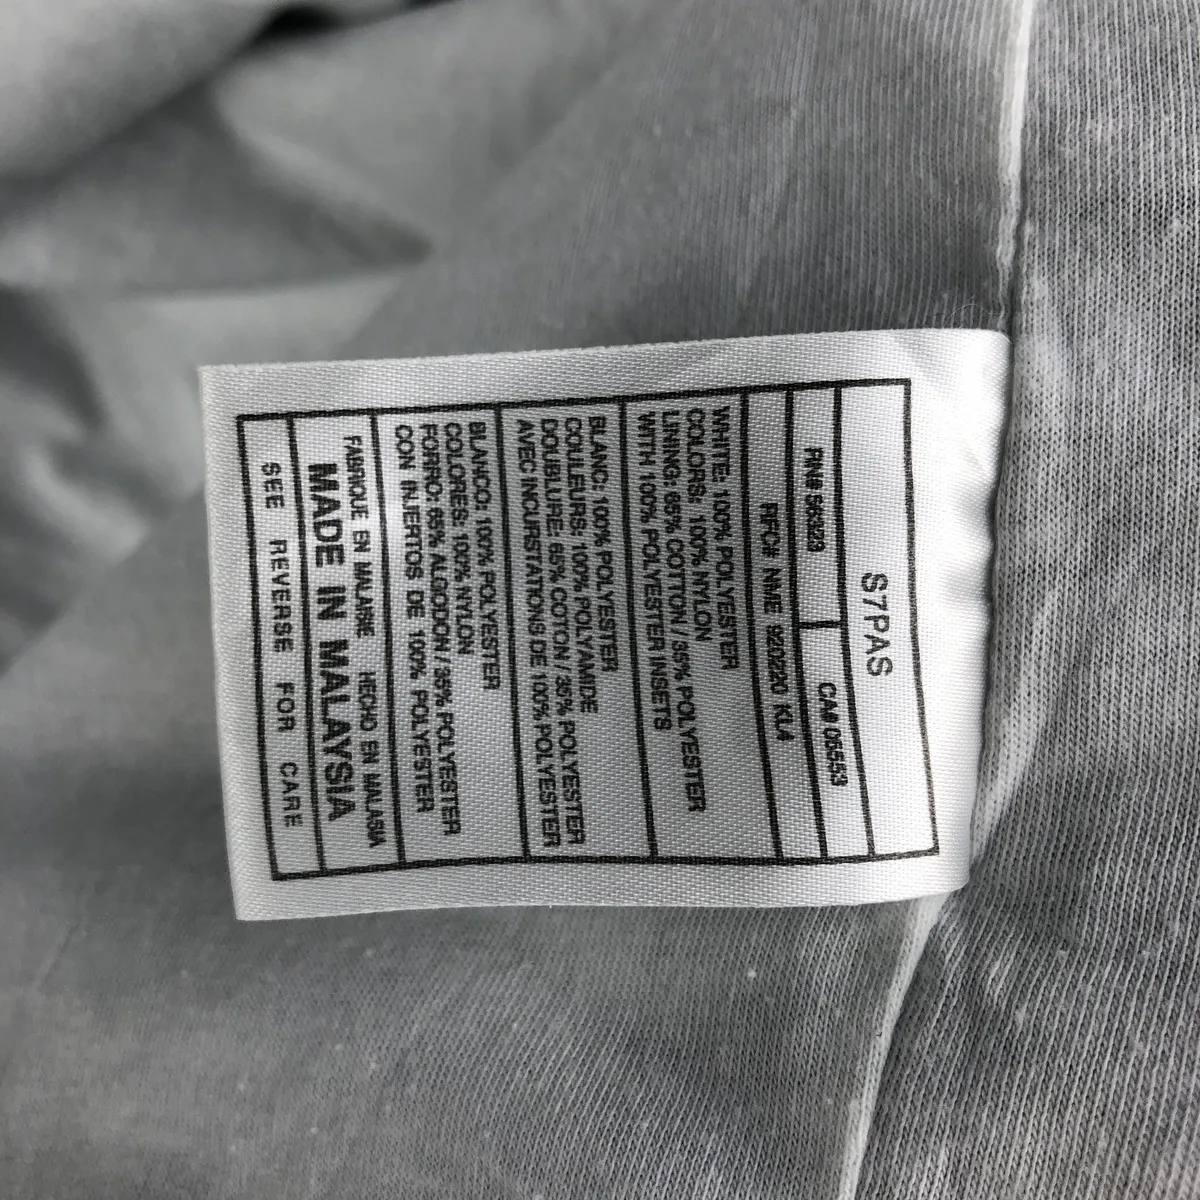 S7PAS
RN# 56323 CA# 05553
RFC# NME 920220 KL4
WHITE: 100% POLYESTER
COLORS: 100% NYLON
LINING: 65% COTTON / 35% POLYESTER
WITH 100% POLYESTER INSETS
BLANC: 100% POLYESTER
COULEURS: 100% POLYAMIDE
DOUBLURE: 65% COTON / 35% POLYESTER
AVEC INCURSTATIONS DE 100% POLYESTER
BLANCO: 100% POLYESTER
COLORES: 100% NYLON
FORRO: 65% ALGODON / 35% POLYESTER
CON INJERTOS DE 100% POLYESTER
FABRIQUE EN MALAISIE HECHO EN MALASIA
MADE IN MALAYSIA
SEE REVERSE FOR CARE